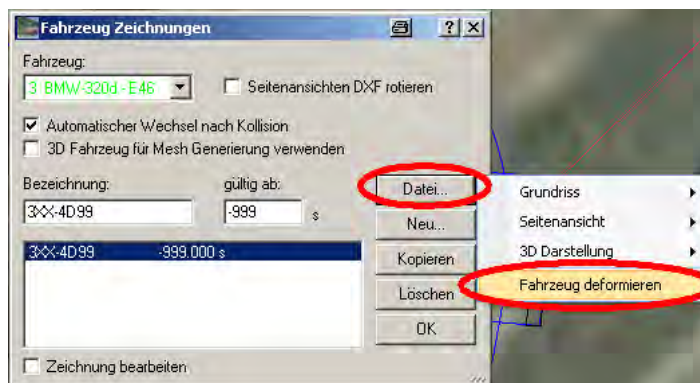 Fahrzeug Zeichnungen
Fahrzeug:
3 BMW-320d - E46
Seitenansichten DXF rotieren
Automatischer Wechsel nach Kollision
3D Fahrzeug für Mesh Generierung verwenden
Bezeichnung:
gültig ab:
3XX-4D99
-999
s
3XX-4D99 -999.000 s
Datei...
Neu...
Kopieren
Löschen
OK
Zeichnung bearbeiten
Grundriss
Seitenansicht
3D Darstellung
Fahrzeug deformieren